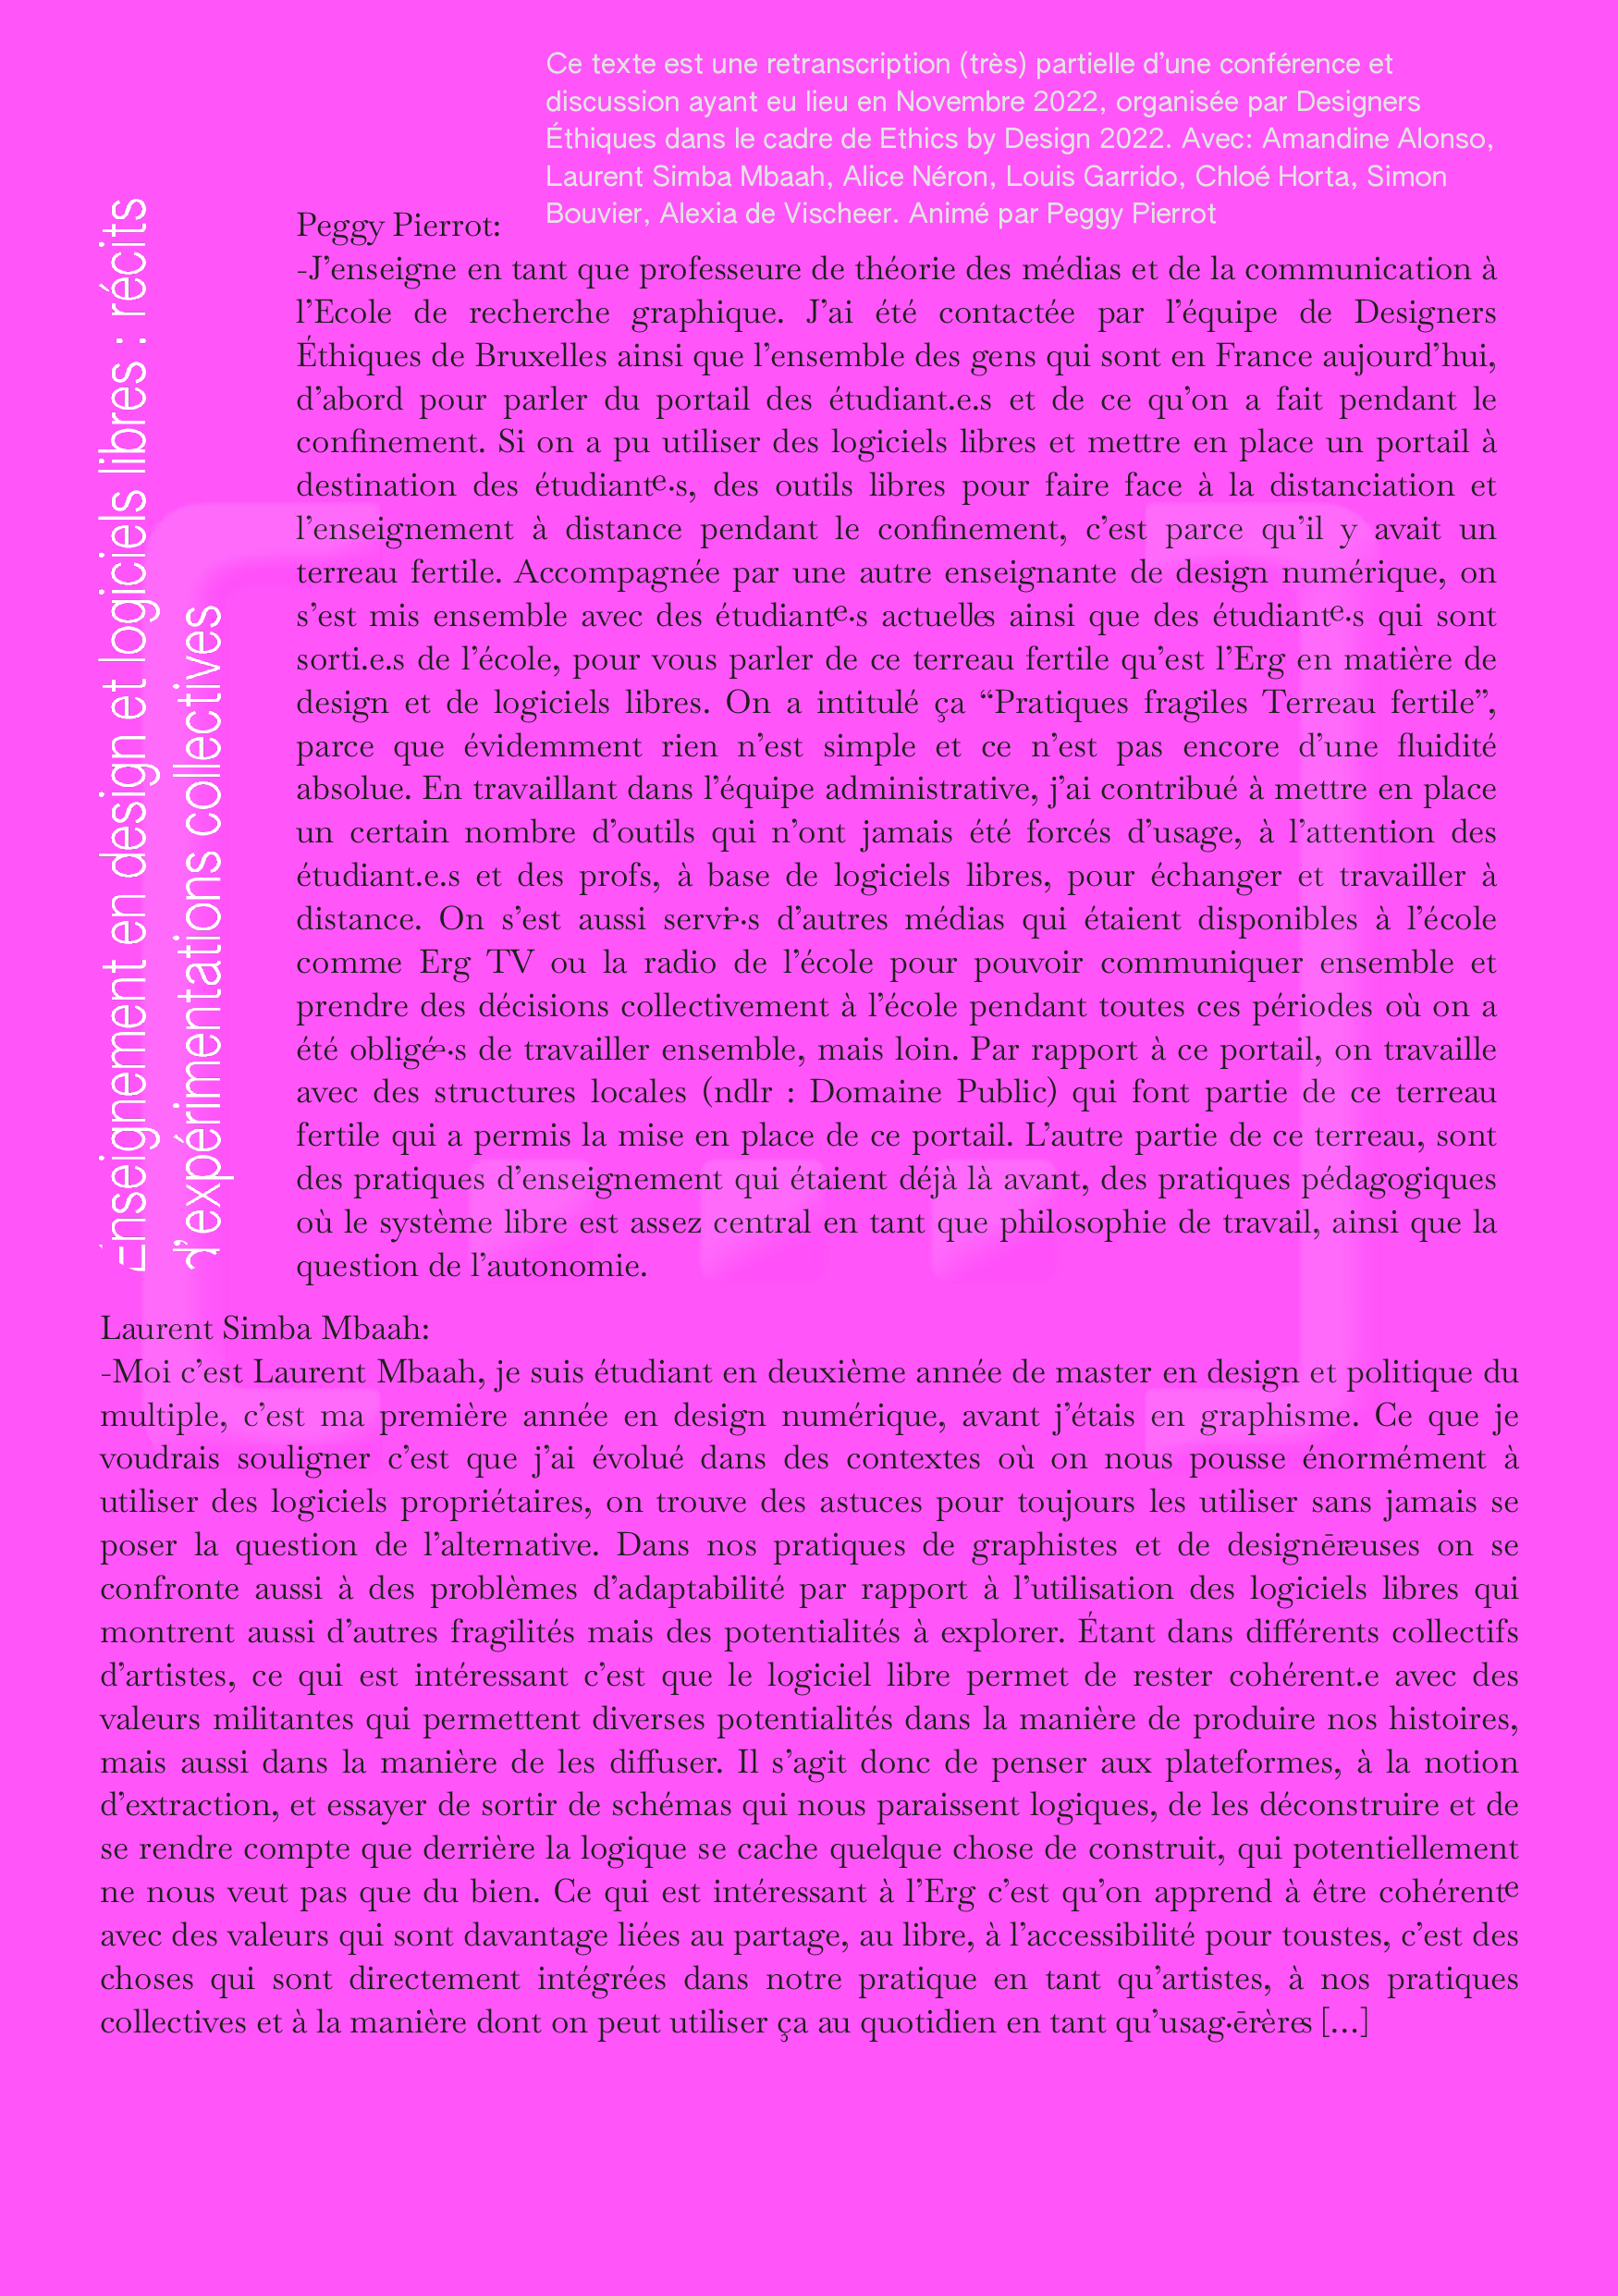 Ce texte est une retranscription (très) partielle d’une conférence et
discussion ayant eu lieu en Novembre 2022, organisée par Designers
Éthiques dans le cadre de Ethics by Design 2022. Avec: Amandine Alonso,
Laurent Simba Mbaah, Alice Néron, Louis Garrido, Chloé Horta, Simon
Bouvier, Alexia de Vischeer. Animé par Peggy Pierrot
Enseignement en design et logiciels libres : récits
d’expérimentations collectives
Peggy Pierrot:
-J’enseigne en tant que professeure de théorie des médias et de la communication à
l’Ecole de recherche graphique. J’ai été contactée par l’équipe de Designers
Éthiques de Bruxelles ainsi que l’ensemble des gens qui sont en France aujourd’hui,
d’abord pour parler du portail des étudiant.e.s et de ce qu’on a fait pendant le
confinement. Si on a pu utiliser des logiciels libres et mettre en place un portail à
destination des étudiante·s, des outils libres pour faire face à la distanciation et
l’enseignement à distance pendant le confinement, c’est parce qu’il y avait un
terreau fertile. Accompagnée par une autre enseignante de design numérique, on
s’est mis ensemble avec des étudiante·s actuelles ainsi que des étudiante·s qui sont
sorti.e.s de l’école, pour vous parler de ce terreau fertile qu’est l’Erg en matière de
design et de logiciels libres. On a intitulé ça “Pratiques fragiles Terreau fertile”,
parce que évidemment rien n’est simple et ce n’est pas encore d’une fluidité
absolue. En travaillant dans l’équipe administrative, j’ai contribué à mettre en place
un certain nombre d’outils qui n’ont jamais été forcés d’usage, à l’attention des
étudiant.e.s et des profs, à base de logiciels libres, pour échanger et travailler à
distance. On s’est aussi servie·s d’autres médias qui étaient disponibles à l’école
comme Erg TV ou la radio de l’école pour pouvoir communiquer ensemble et
prendre des décisions collectivement à l’école pendant toutes ces périodes où on a
été obligée·s de travailler ensemble, mais loin. Par rapport à ce portail, on travaille
avec des structures locales (ndlr : Domaine Public) qui font partie de ce terreau
fertile qui a permis la mise en place de ce portail. L’autre partie de ce terreau, sont
des pratiques d’enseignement qui étaient déjà là avant, des pratiques pédagogiques
où le système libre est assez central en tant que philosophie de travail, ainsi que la
question de l’autonomie.
Laurent Simba Mbaah:
-Moi c’est Laurent Mbaah, je suis étudiant en deuxième année de master en design et politique du
multiple, c’est ma première année en design numérique, avant j’étais en graphisme. Ce que je
voudrais souligner c’est que j’ai évolué dans des contextes où on nous pousse énormément à
utiliser des logiciels propriétaires, on trouve des astuces pour toujours les utiliser sans jamais se
poser la question de l’alternative. Dans nos pratiques de graphistes et de designēreuses on se
confronte aussi à des problèmes d’adaptabilité par rapport à l’utilisation des logiciels libres qui
montrent aussi d’autres fragilités mais des potentialités à explorer. Étant dans différents collectifs
d’artistes, ce qui est intéressant c’est que le logiciel libre permet de rester cohérent.e avec des
valeurs militantes qui permettent diverses potentialités dans la manière de produire nos histoires,
mais aussi dans la manière de les diffuser. Il s’agit donc de penser aux plateformes, à la notion
d’extraction, et essayer de sortir de schémas qui nous paraissent logiques, de les déconstruire et de
se rendre compte que derrière la logique se cache quelque chose de construit, qui potentiellement
ne nous veut pas que du bien. Ce qui est intéressant à l’Erg c’est qu’on apprend à être cohérente
avec des valeurs qui sont davantage liées au partage, au libre, à l’accessibilité pour toustes, c’est des
choses qui sont directement intégrées dans notre pratique en tant qu’artistes, à nos pratiques
collectives et à la manière dont on peut utiliser ça au quotidien en tant qu’usag·ērères […]